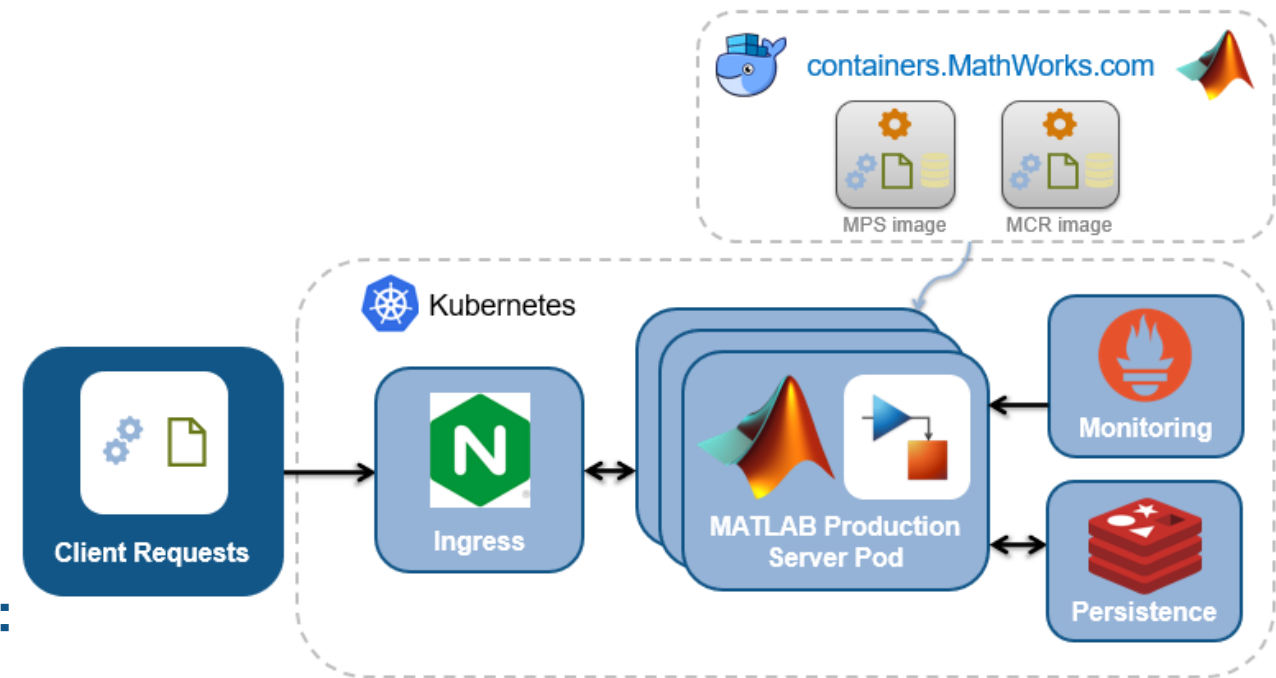 containers.MathWorks.com
MPS image
MCR image
Kubernetes
Client Requests
N
Ingress
MATLAB Production
Server Pod
Monitoring
Persistence
: